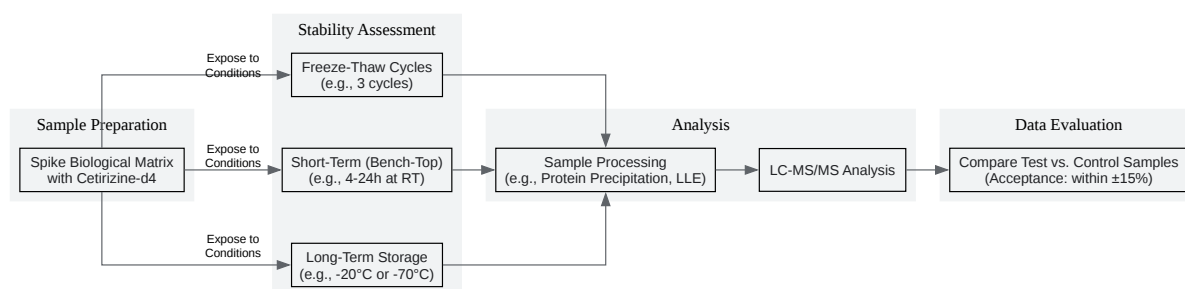 Stability Assessment
Expose to
Conditions
Freeze-Thaw Cycles
(e.g., 3 cycles)
Sample Preparation
Analysis
Data Evaluation
Spike Biological Matrix
with Cetirizine-d4
Expose to
Conditions
Short-Term (Bench-Top)
(e.g., 4-24h at RT)
Sample Processing
(e.g., Protein Precipitation, LLE)
LC-MS/MS Analysis
Compare Test vs. Control Samples
(Acceptance: within ±15%)
Expose to
Conditions
Long-Term Storage
(e.g., -20°C or -70°C)